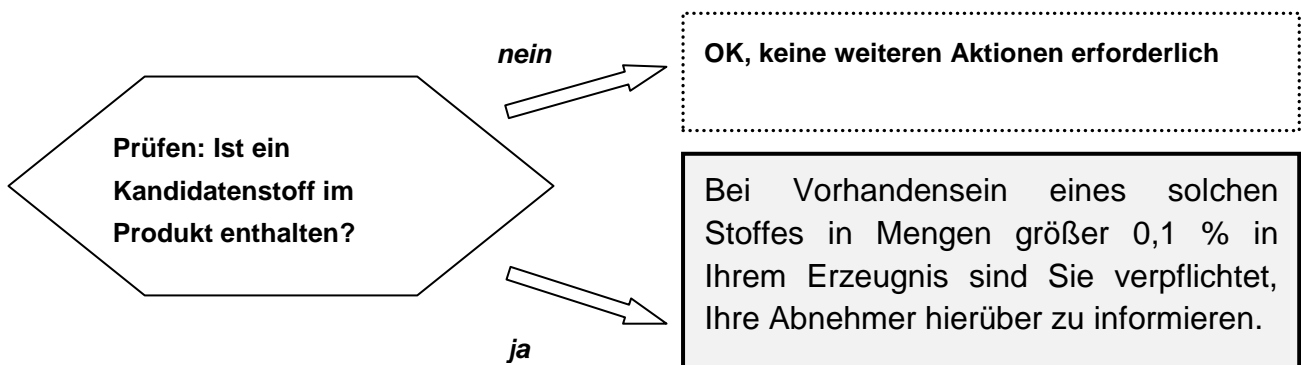 nein
OK, keine weiteren Aktionen erforderlich
Prüfen: Ist ein
Kandidatenstoff im
Produkt enthalten?
Bei Vorhandensein eines solchen
Stoffes in Mengen größer 0,1 % in
Ihrem Erzeugnis sind Sie verpflichtet,
Ihre Abnehmer hierüber zu informieren.
ja